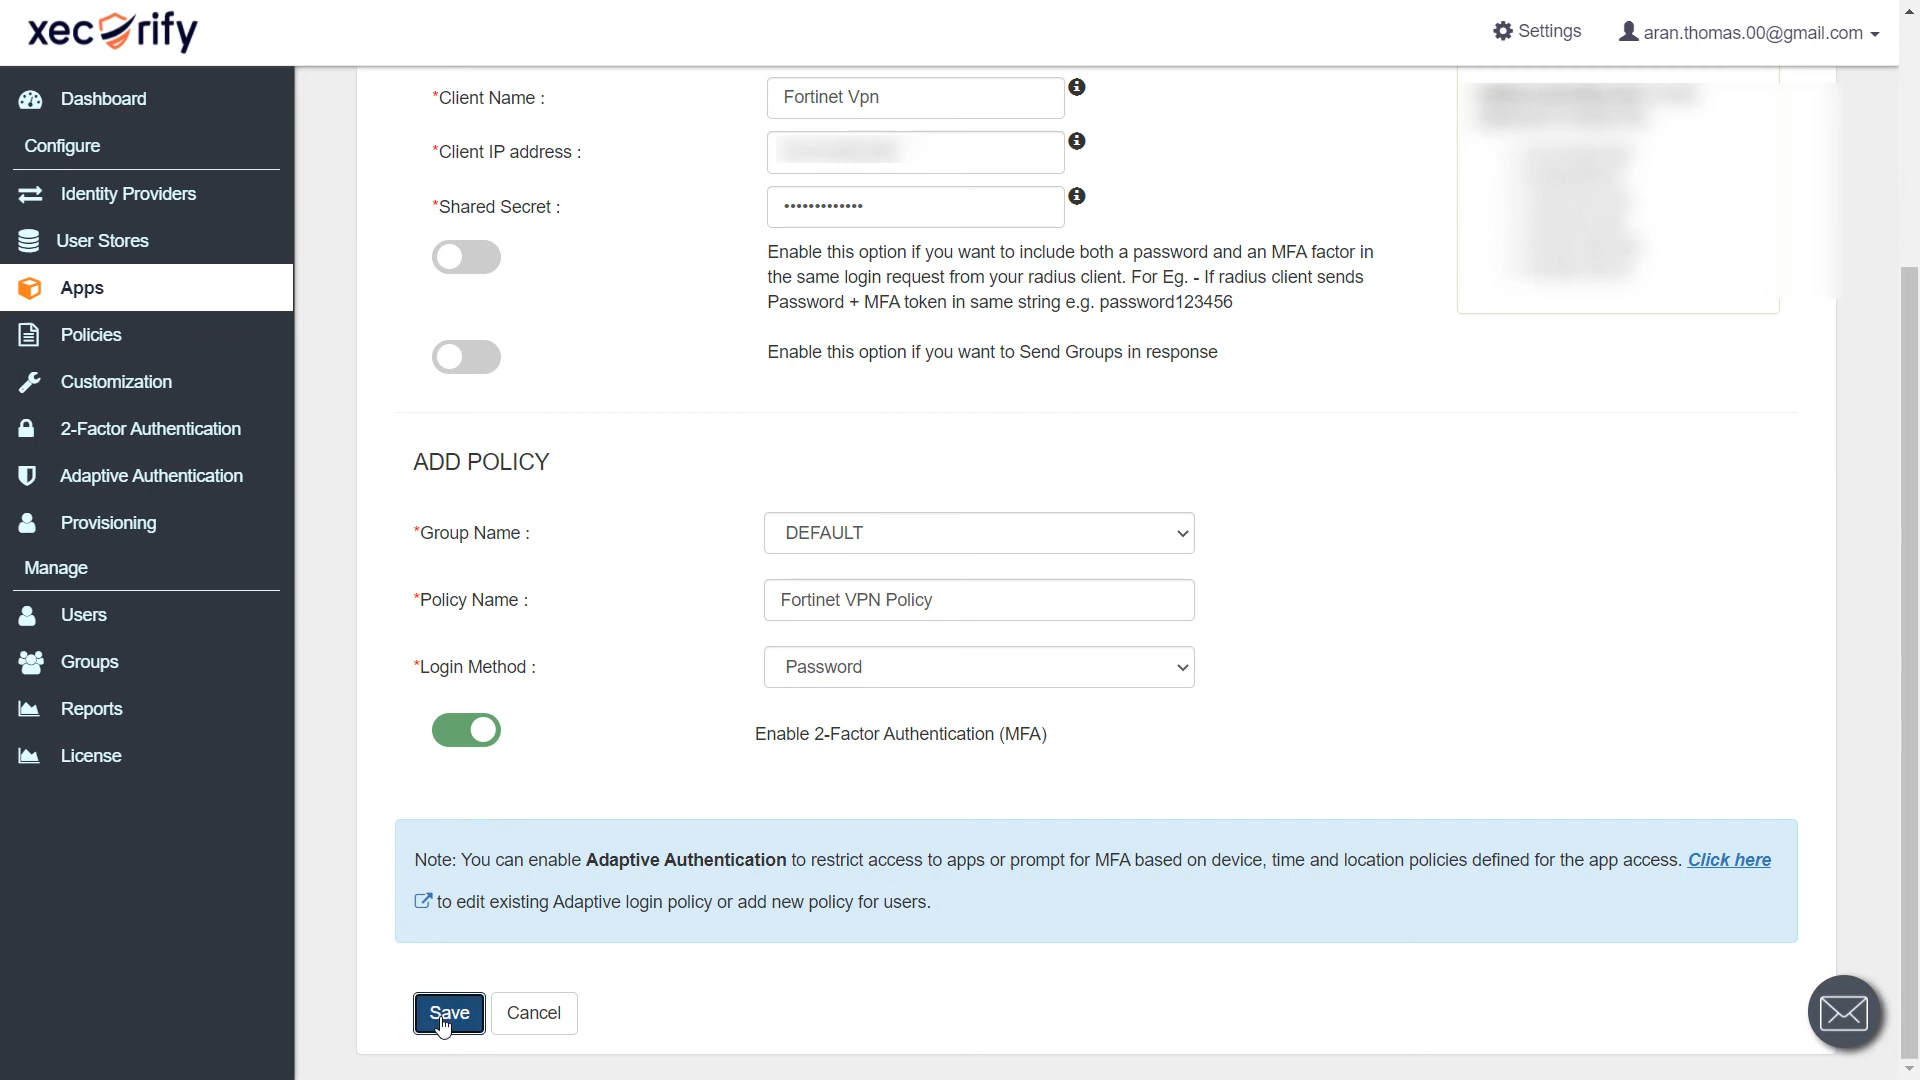 xecurify
Settings
aran.thomas.00@gmail.com
Dashboard
Configure
Identity Providers
User Stores
Apps
Policies
Customization
2-Factor Authentication
Adaptive Authentication
Provisioning
Manage
Users
Groups
Reports
License
*Client Name :
Fortinet Vpn
*Client IP address :
*Shared Secret :
•••••••••••••
Enable this option if you want to include both a password and an MFA factor in
the same login request from your radius client. For Eg. - If radius client sends
Password + MFA token in same string e.g. password123456
Enable this option if you want to Send Groups in response
ADD POLICY
*Group Name :
DEFAULT
*Policy Name :
Fortinet VPN Policy
*Login Method :
Password
Enable 2-Factor Authentication (MFA)
Note: You can enable Adaptive Authentication to restrict access to apps or prompt for MFA based on device, time and location policies defined for the app access. Click here
to edit existing Adaptive login policy or add new policy for users.
Save
Cancel